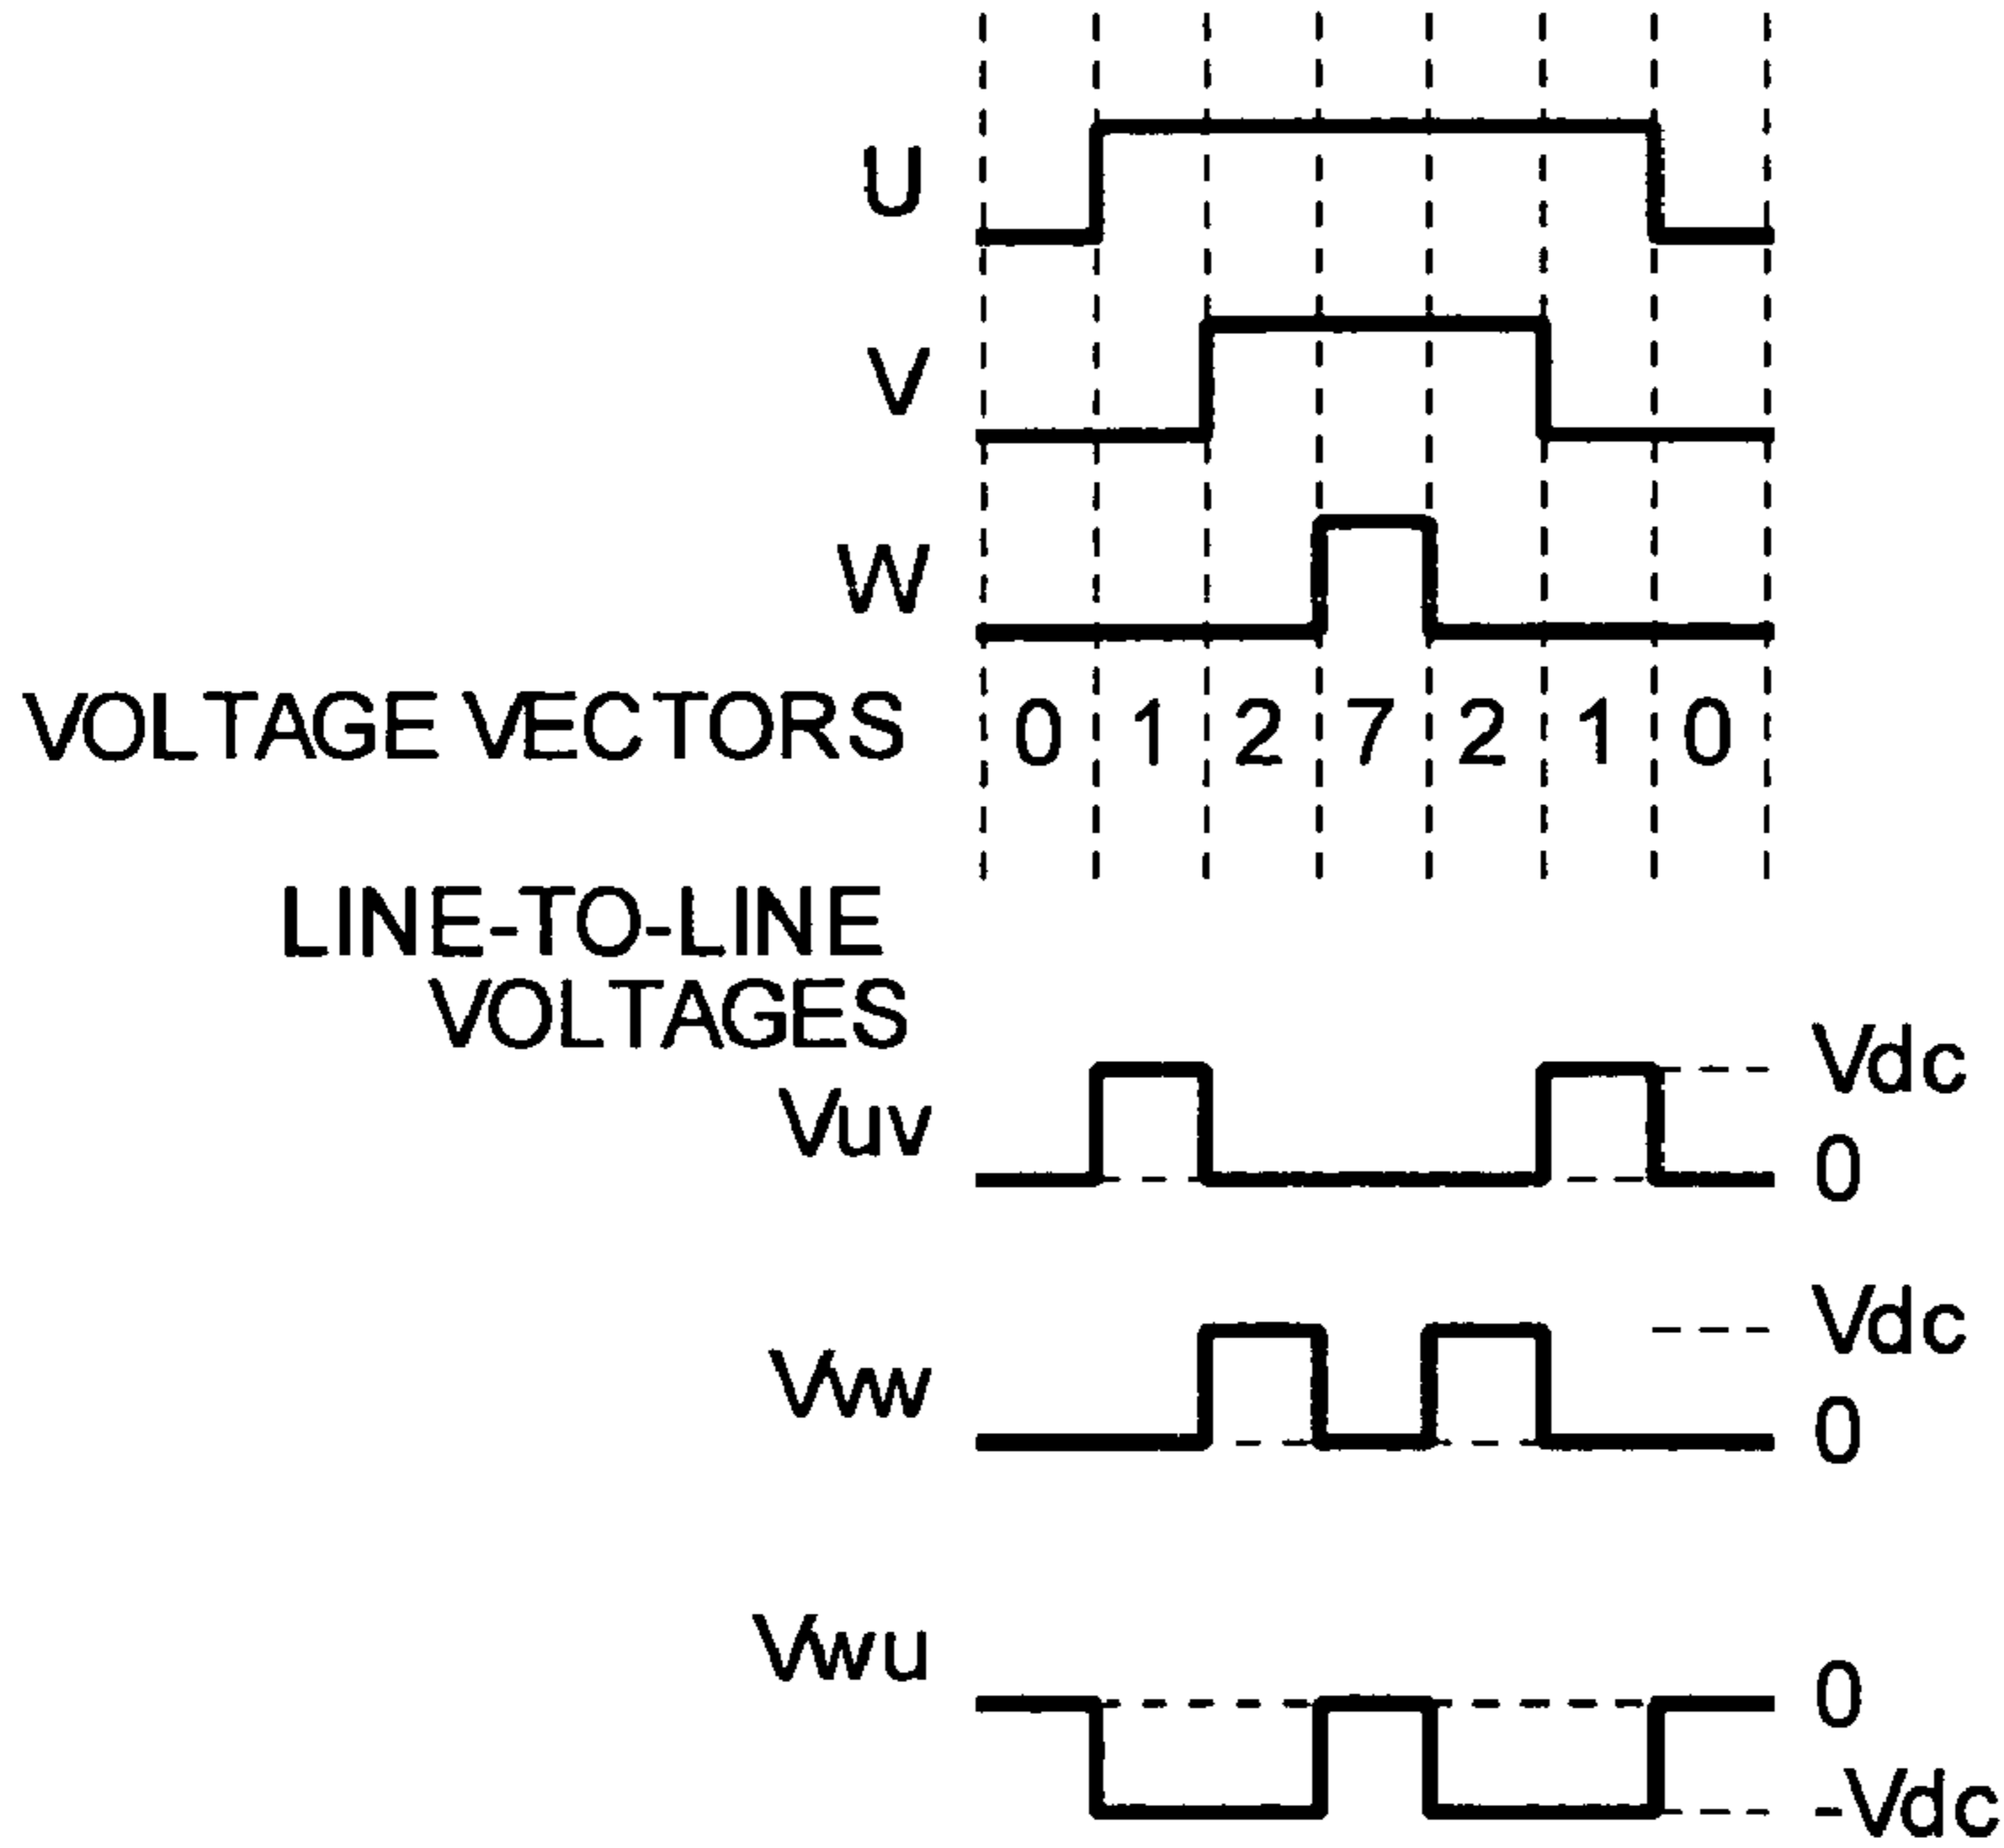 U
V
W
VOLTAGE VECTORS 0 1 2 7 2 1 0
LINE-TO-LINE
VOLTAGES
Vdc
Vuv
0
Vdc
Vvw
0
Vwu
0
-Vdc